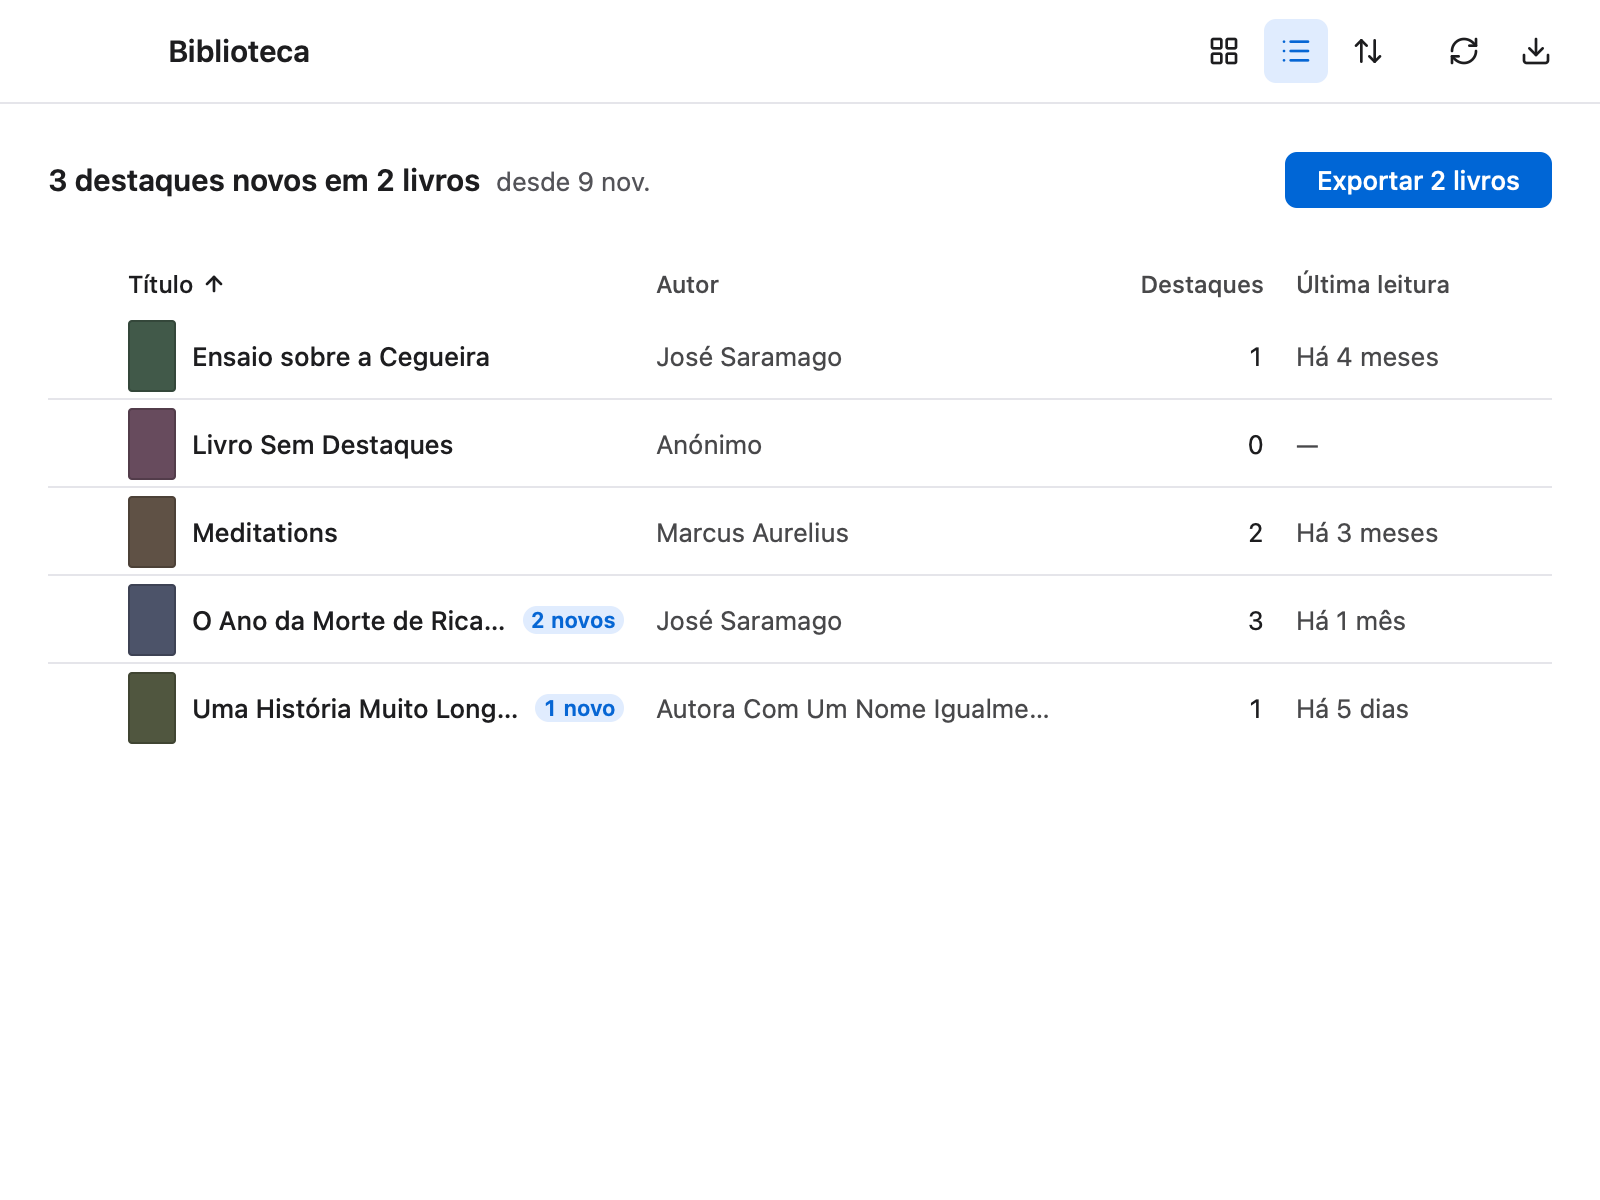 Biblioteca
3 destaques novos em 2 livros desde 9 nov.
Exportar 2 livros
Título ↑ Autor Destaques Última leitura
Ensaio sobre a Cegueira José Saramago 1 Há 4 meses
Livro Sem Destaques Anónimo 0 —
Meditations Marcus Aurelius 2 Há 3 meses
O Ano da Morte de Rica... 2 novos José Saramago 3 Há 1 mês
Uma História Muito Long... 1 novo Autora Com Um Nome Igualme... 1 Há 5 dias